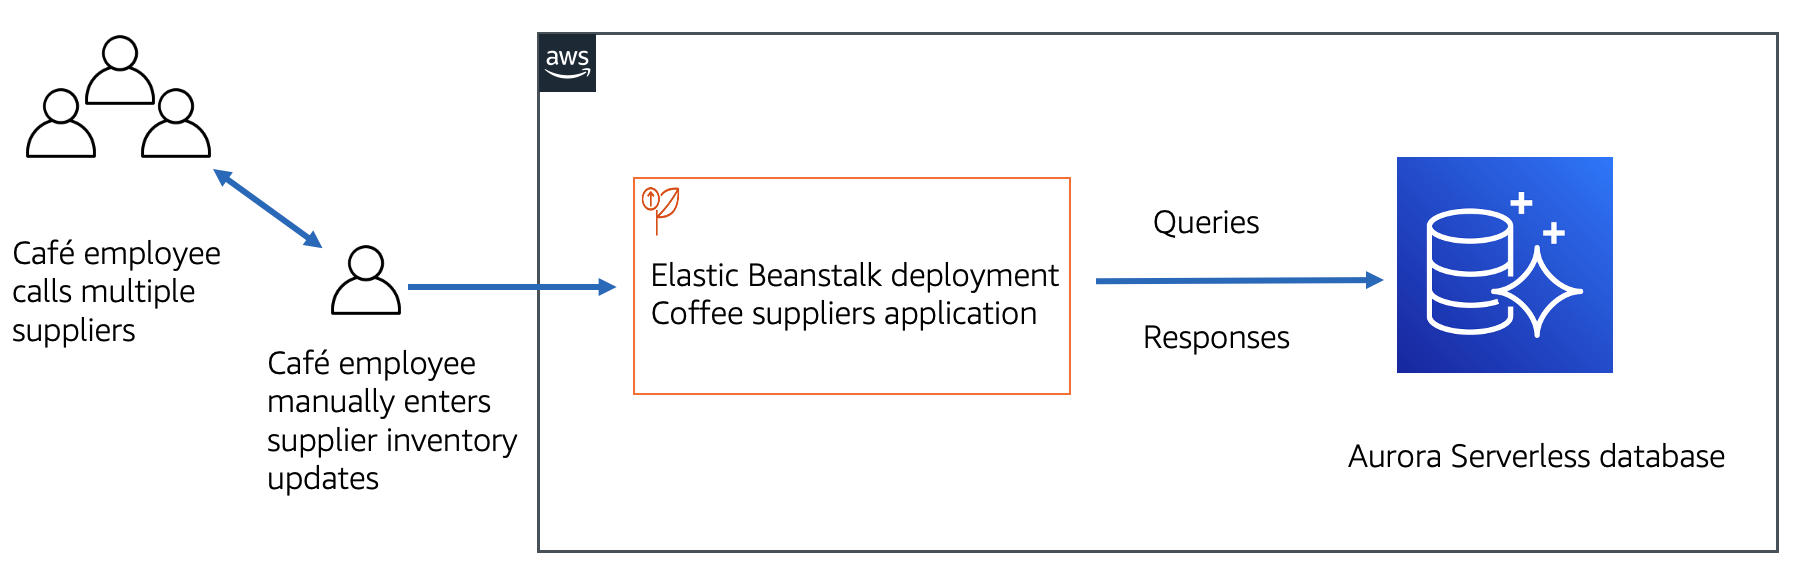 aws
Café employee
calls multiple
suppliers
Café employee
manually enters
supplier inventory
updates
Elastic Beanstalk deployment
Coffee suppliers application
Queries
Responses
Aurora Serverless database